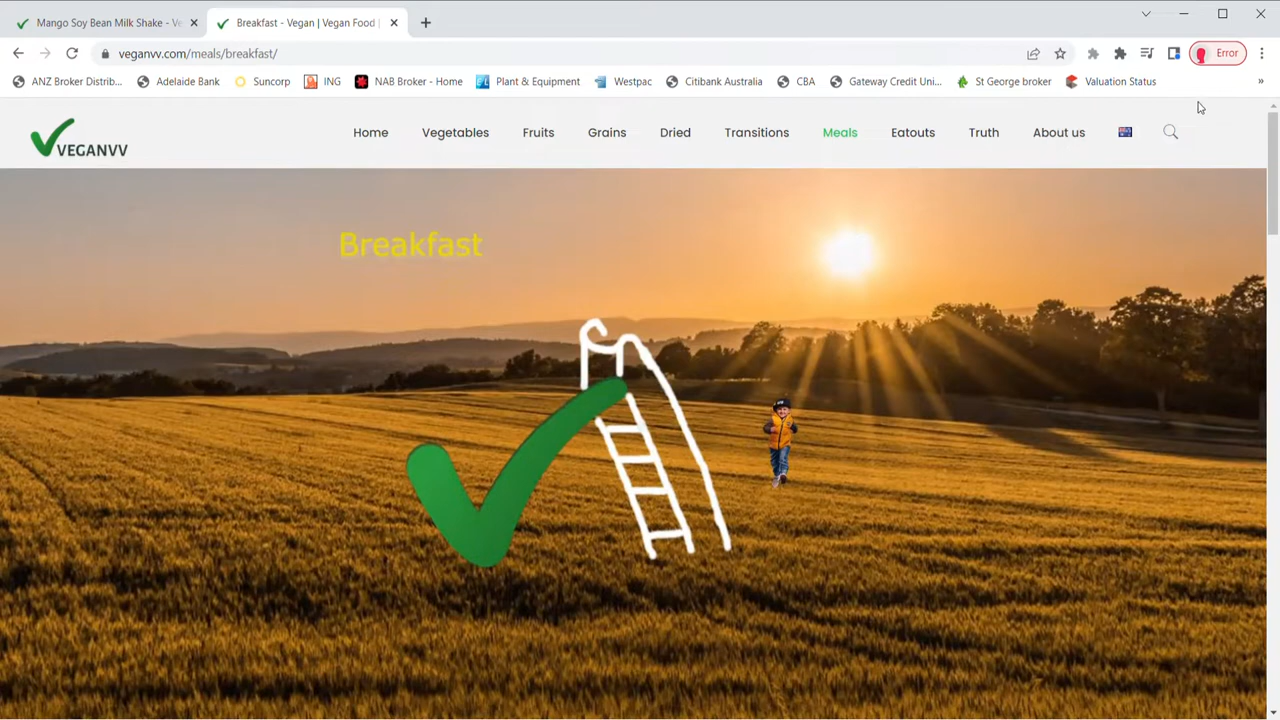 Mango Soy Bean Milk Shake - Ve
Breakfast - Vegan | Vegan Food |
veganvv.com/meals/breakfast/
Error
ANZ Broker Distrib... Adelaide Bank Suncorp ING NAB Broker - Home Plant & Equipment Westpac Citibank Australia CBA Gateway Credit Uni... St George broker Valuation Status »
VEGANVV
Home Vegetables Fruits Grains Dried Transitions Meals Eatouts Truth About us
Breakfast